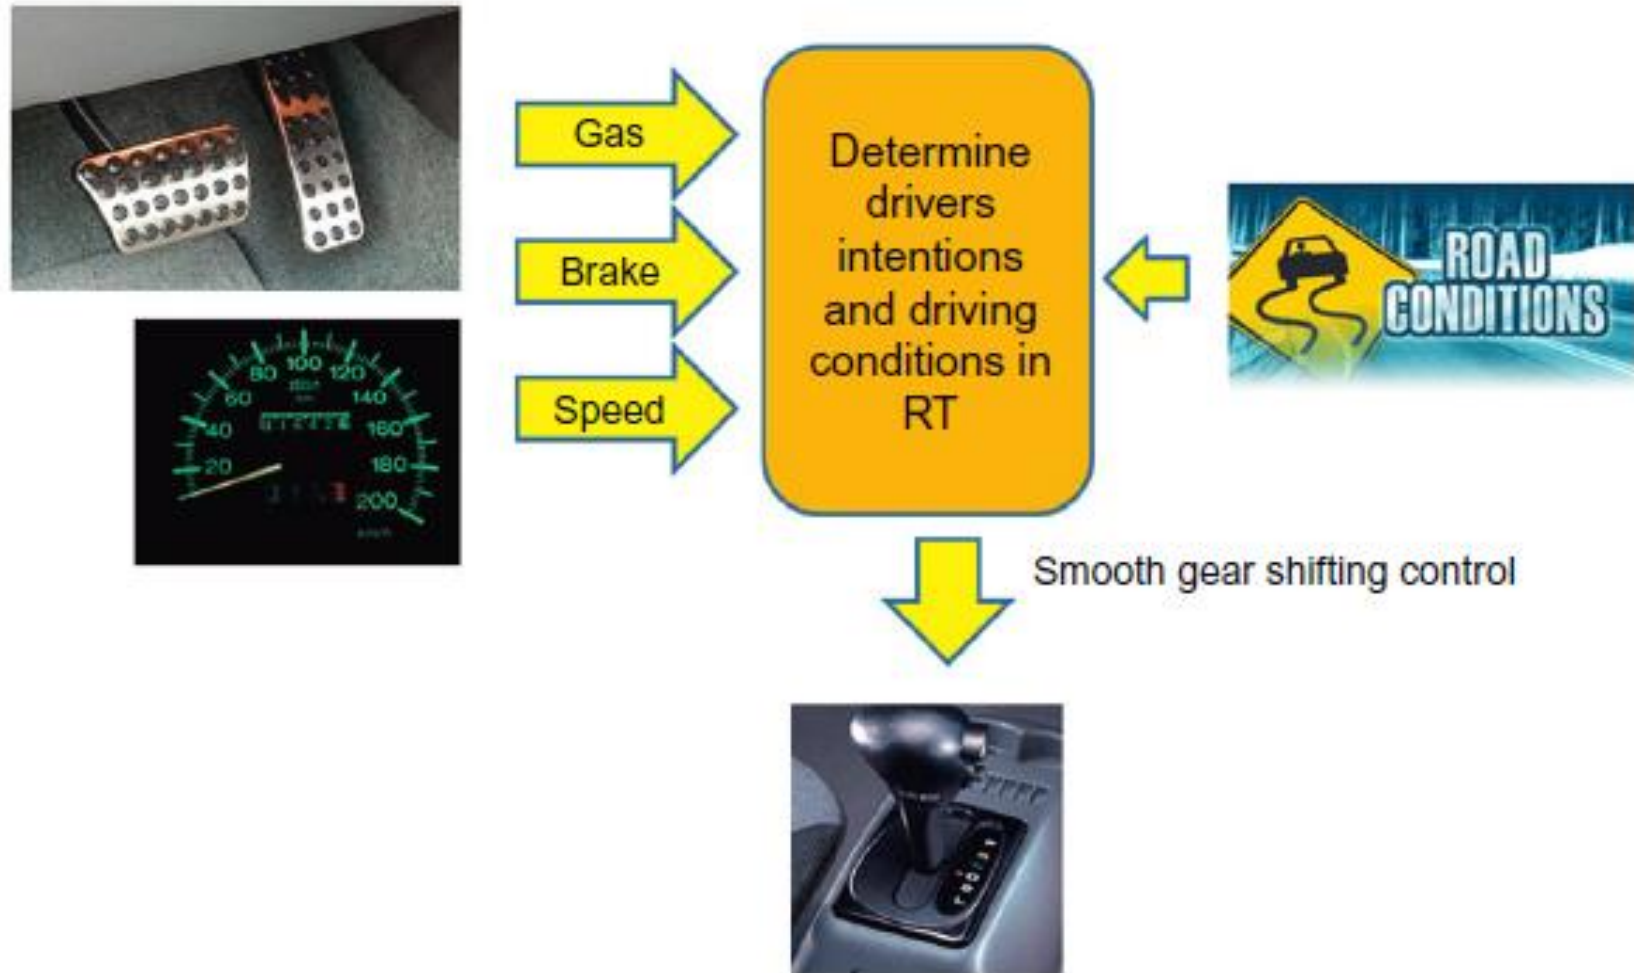 Gas
Brake
Speed
Determine
drivers
intentions
and driving
conditions in
RT
ROAD
CONDITIONS
20
40
60
80
100
120
140
160
180
200
km/h
Smooth gear shifting control